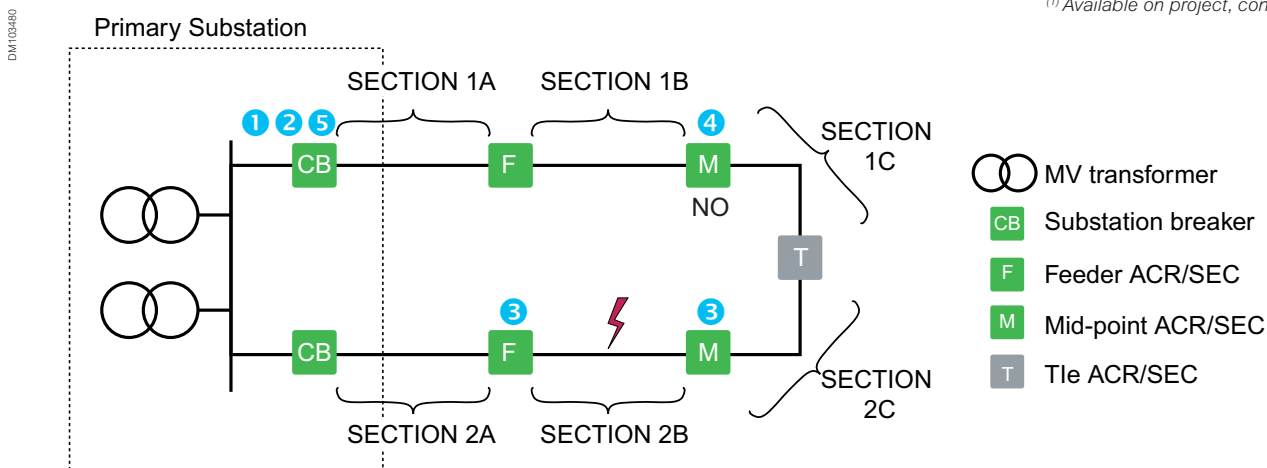 (1) Available on project, con
DM103480
Primary Substation
SECTION 1A
SECTION 1B
1 2 5
4
SECTION
1C
CB
F
M
NO
T
3
3
CB
F
M
SECTION
2C
SECTION 2A
SECTION 2B
MV transformer
CB Substation breaker
F Feeder ACR/SEC
M Mid-point ACR/SEC
T TIe ACR/SEC